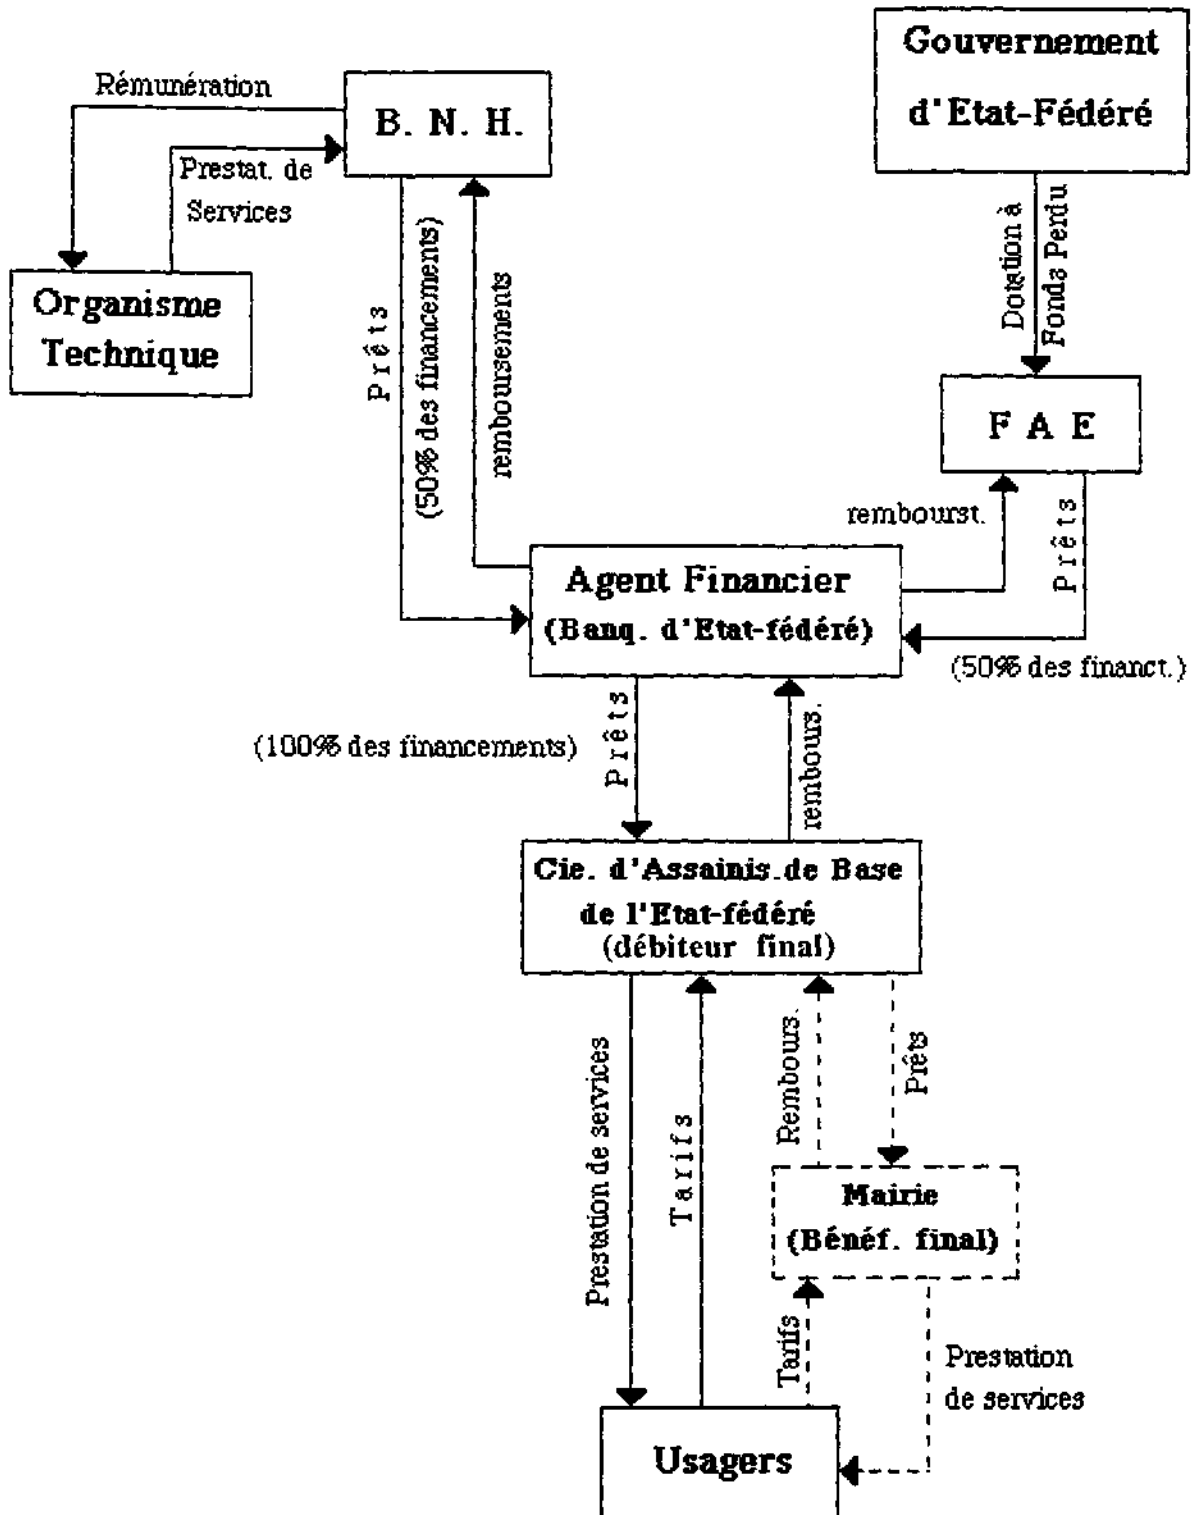 Gouvernement
d'Etat-Fédéré
Rémunération
B. N. H.
Prestat. de
Services
Organisme
Technique
Prêts
(50% des financements)
remboursements
Dotation à
Fonds Perdu
F A E
rembourst.
Prêts
Agent Financier
(Banq. d'Etat-fédéré)
(50% des financt.)
(100% des financements)
Prêts
rembours.
Cie. d'Assainis.de Base
de l'Etat-fédéré
(débiteur final)
Prestation de services
Tarifs
Rembours.
Prêts
Mairie
(Bénéf. final)
Tarifs
Prestation
de services
Usagers